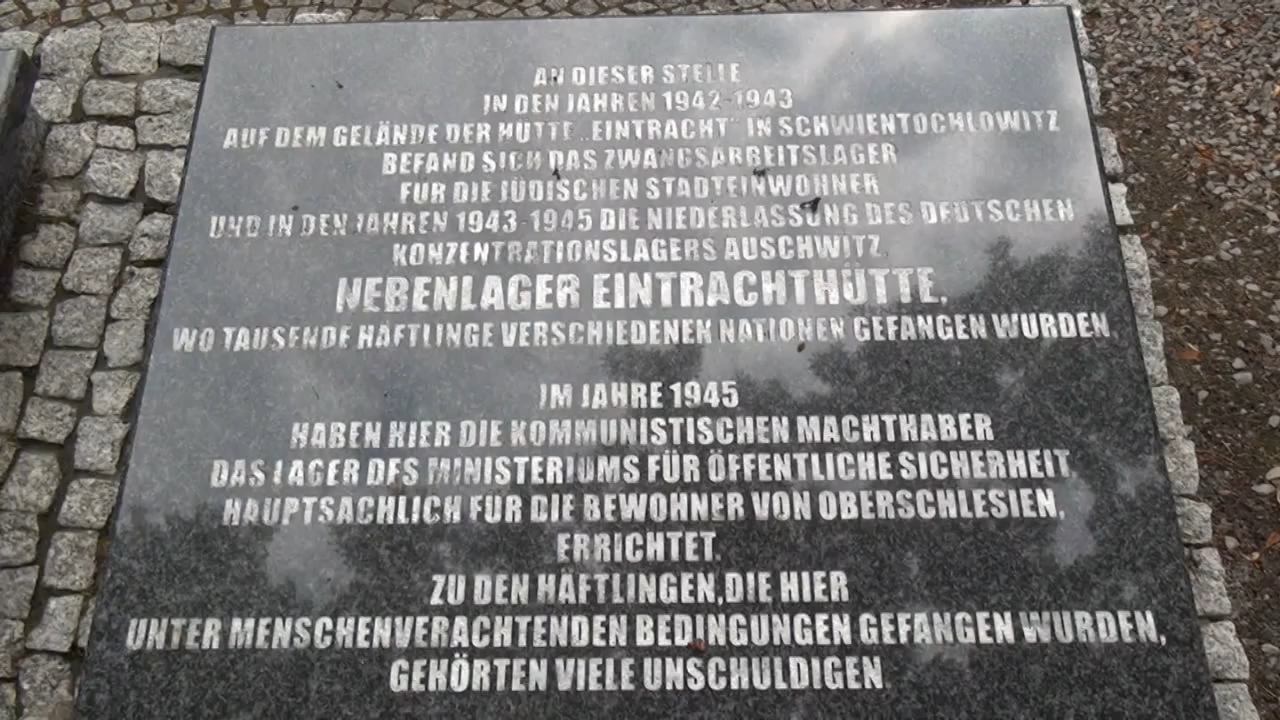 AN DIESER STELLE
IN DEN JAHREN 1942-1943
AUF DEM GELÄNDE DER HÜTTE „EINTRACHT" IN SCHWIENTOCHLOWITZ
BEFAND SICH DAS ZWANGSARBEITSLAGER
FÜR DIE JÜDISCHEN STADTEINWOHNER
UND IN DEN JAHREN 1943-1945 DIE NIEDERLASSUNG DES DEUTSCHEN
KONZENTRATIONSLAGERS AUSCHWITZ,
NEBENLAGER EINTRACHTHÜTTE,
WO TAUSENDE HÄFTLINGE VERSCHIEDENER NATIONEN GEFANGEN WURDEN
IM JAHRE 1945
HABEN HIER DIE KOMMUNISTISCHEN MACHTHABER
DAS LAGER DES MINISTERIUMS FÜR ÖFFENTLICHE SICHERHEIT
HAUPTSACHLICH FÜR DIE BEWOHNER VON OBERSCHLESIEN,
ERRICHTET.
ZU DEN HÄFTLINGEN,DIE HIER
UNTER MENSCHENVERACHTENDEN BEDINGUNGEN GEFANGEN WURDEN,
GEHÖRTEN VIELE UNSCHULDIGEN